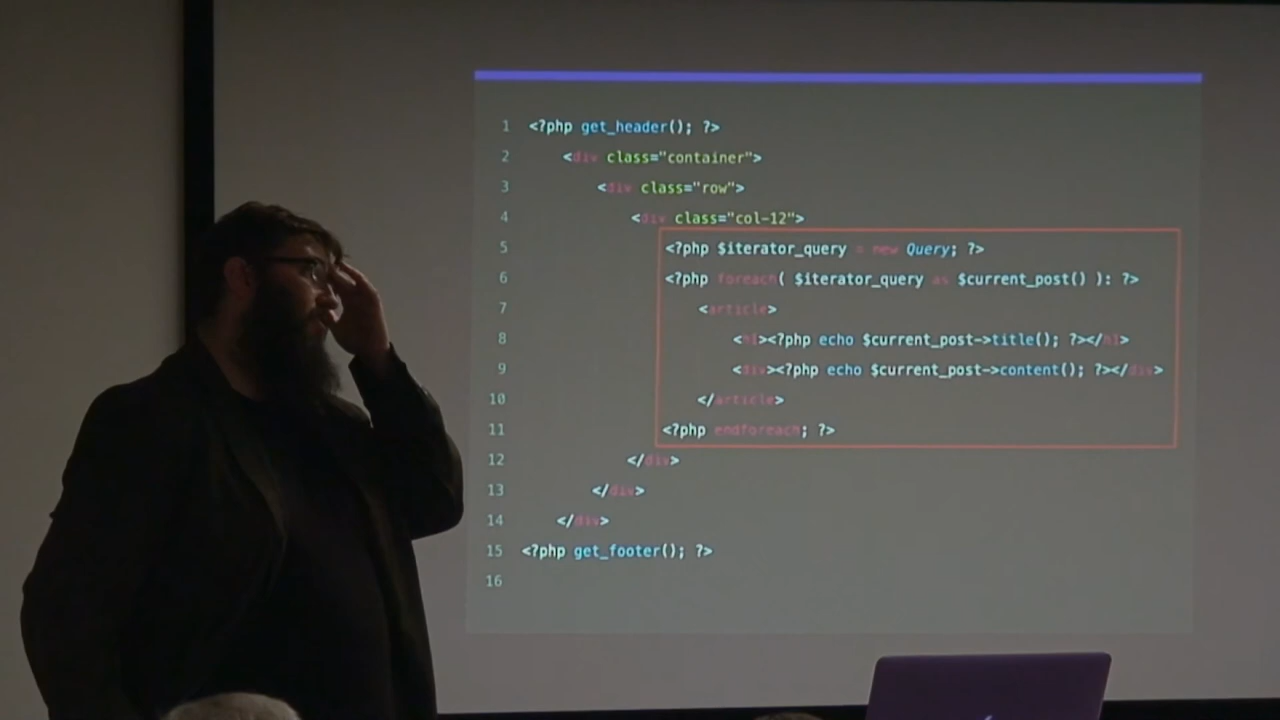 1 <?php get_header(); ?>
2 <div class="container">
3 <div class="row">
4 <div class="col-12">
5 <?php $iterator_query = new Query; ?>
6 <?php foreach( $iterator_query as $current_post() ): ?>
7 <article>
8 <h1><?php echo $current_post->title(); ?></h1>
9 <div><?php echo $current_post->content(); ?></div>
10 </article>
11 <?php endforeach; ?>
12 </div>
13 </div>
14 </div>
15 <?php get_footer(); ?>
16